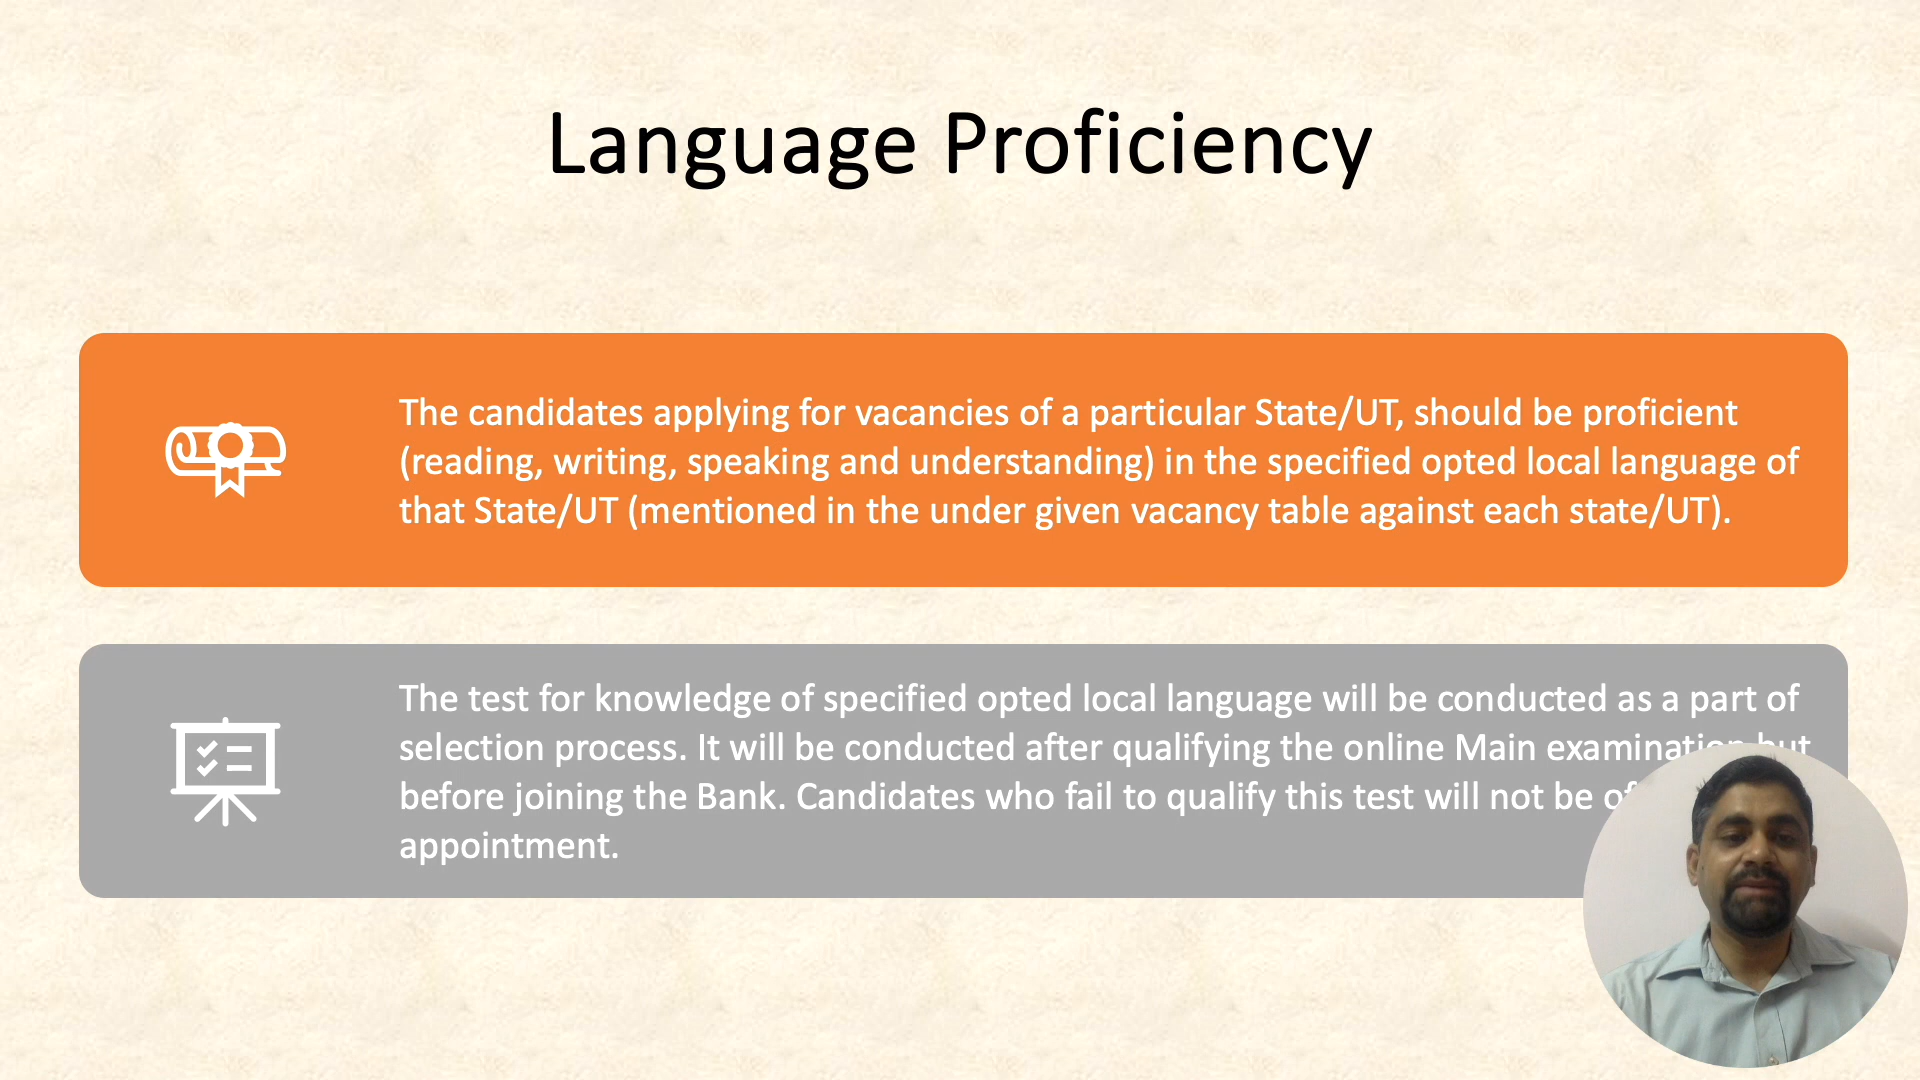 Language Proficiency
The candidates applying for vacancies of a particular State/UT, should be proficient
(reading, writing, speaking and understanding) in the specified opted local language of
that State/UT (mentioned in the under given vacancy table against each state/UT).
The test for knowledge of specified opted local language will be conducted as a part of
selection process. It will be conducted after qualifying the online Main examination but
before joining the Bank. Candidates who fail to qualify this test will not be
appointment.